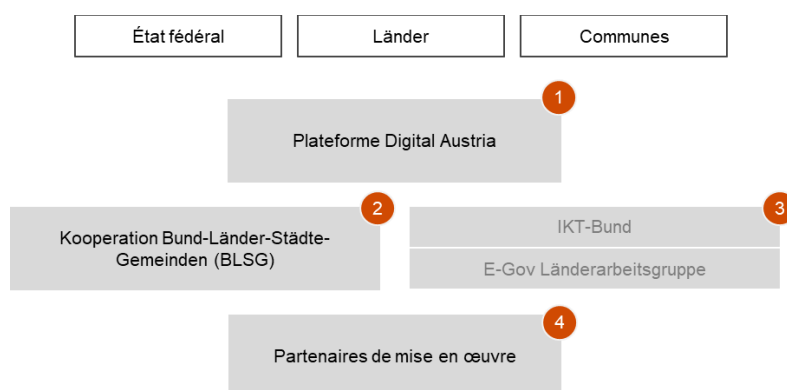 État fédéral
Länder
Communes
1
Plateforme Digital Austria
2
Kooperation Bund-Länder-Städte-
Gemeinden (BLSG)
3
IKT-Bund
E-Gov Länderarbeitsgruppe
4
Partenaires de mise en œuvre